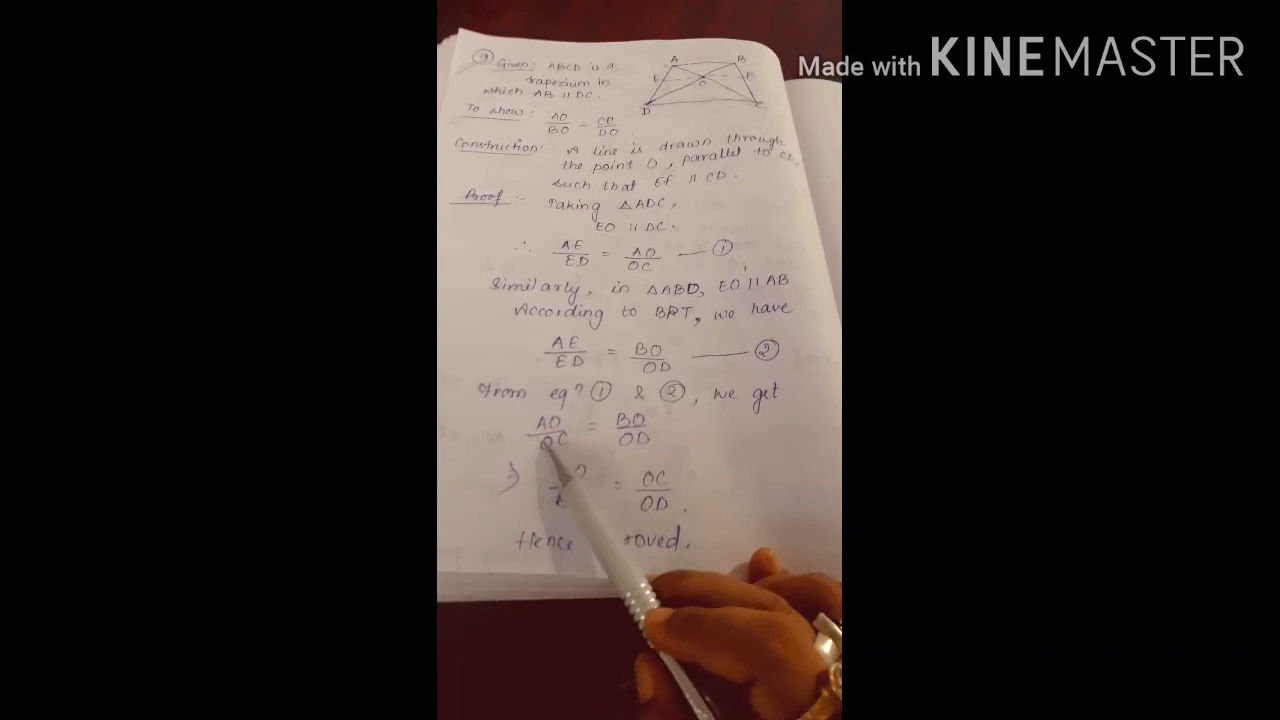 Made with KINEMASTER
9 Given: ABCD is a
trapezium in
which AB || DC.
A B
E F
O
D C
To show: AO/BO = CO/DO.
Construction: A line is drawn through
the point O, parallel to CD,
such that EF || CD.
Proof :- Taking △ADC,
EO || DC.
∴ AE/ED = AO/OC — ①
Similarly, in △ABD, EO || AB
According to BPT, we have
AE/ED = BO/OD — ②
From eqn ① & ②, we get
AO/OC = BO/OD
⇒ = OC/OD.
Hence